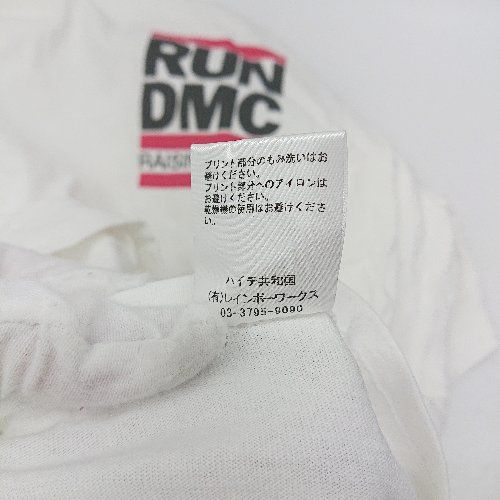 RUN
DMC
RAISIN
プリント部分のもみ洗いはお
避けください。
プリント部分へのアイロンは
お避けください。
乾燥機の使用はお避けくださ
い。
ハイチ共和国
(有)レインボーワークス
03-3795-9090